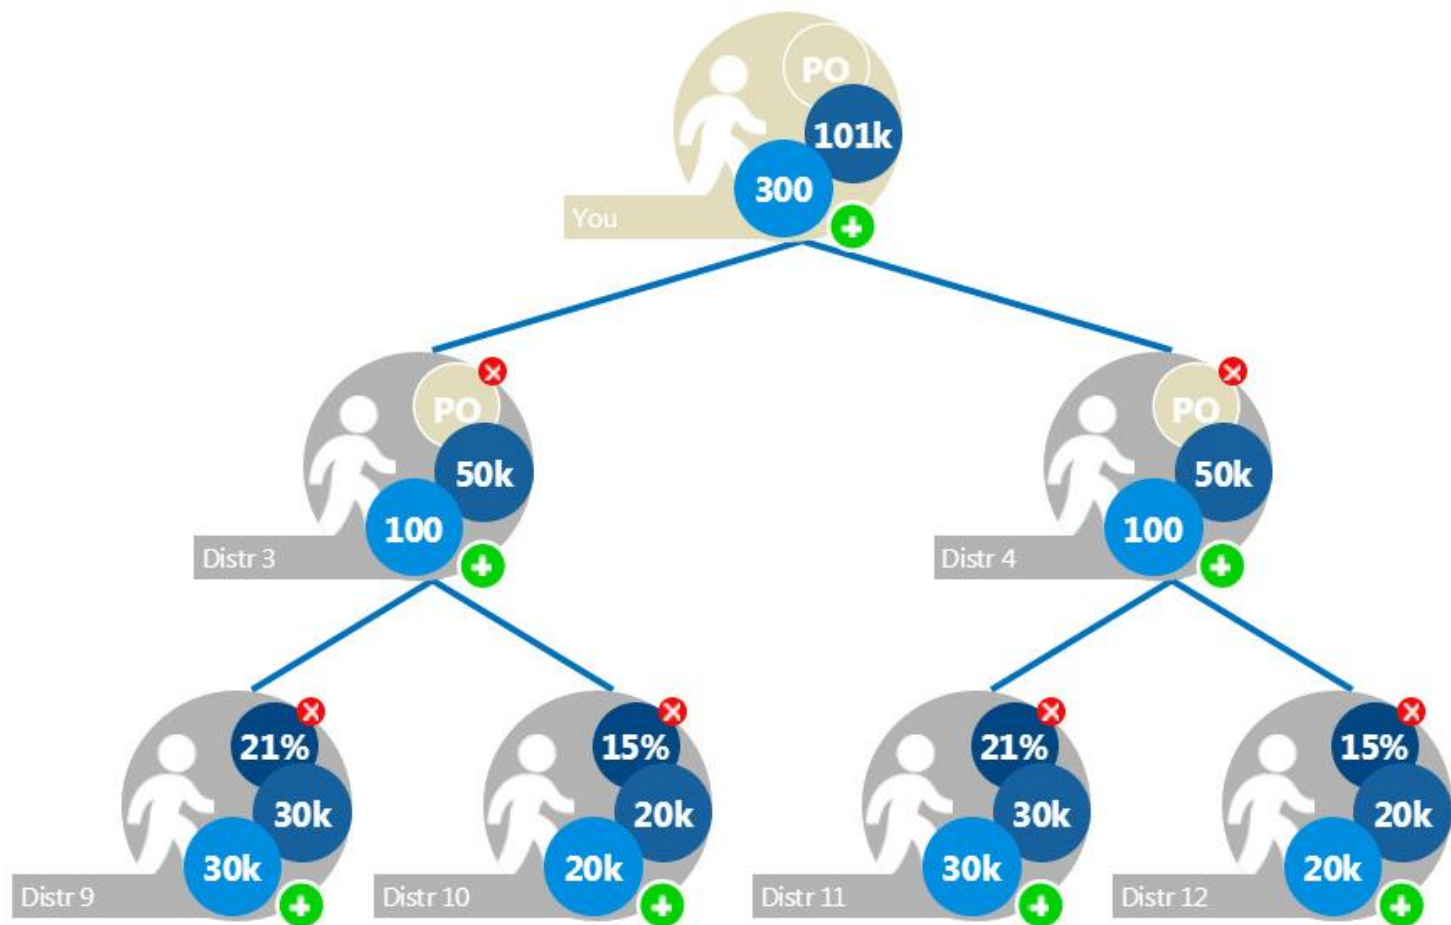 PO
101k
300
You
PO
50k
100
Distr 3
PO
50k
100
Distr 4
21%
30k
30k
Distr 9
15%
20k
20k
Distr 10
21%
30k
30k
Distr 11
15%
20k
20k
Distr 12